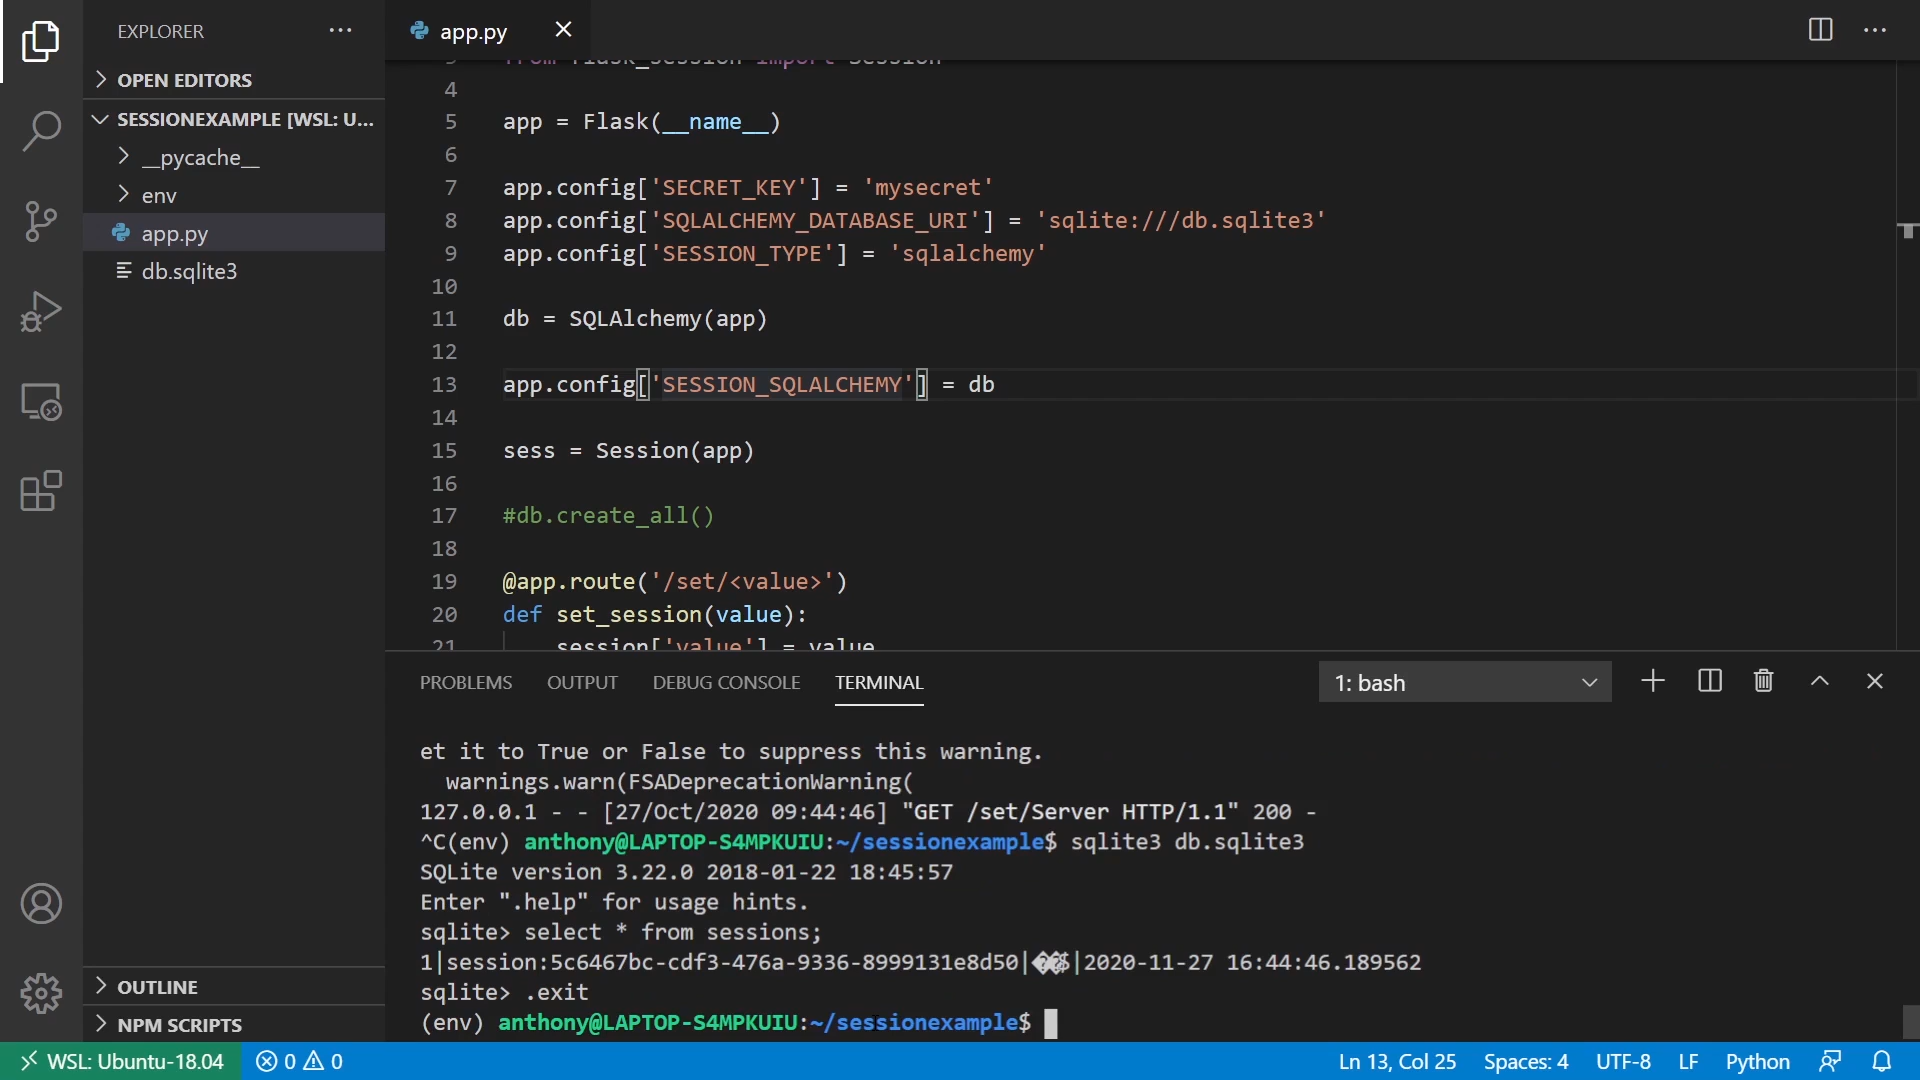 EXPLORER
OPEN EDITORS
SESSIONEXAMPLE [WSL: U...
__pycache__
env
app.py
db.sqlite3
OUTLINE
NPM SCRIPTS
app.py
3 from flask_session import Session
4
5 app = Flask(__name__)
6
7 app.config['SECRET_KEY'] = 'mysecret'
8 app.config['SQLALCHEMY_DATABASE_URI'] = 'sqlite:///db.sqlite3'
9 app.config['SESSION_TYPE'] = 'sqlalchemy'
10
11 db = SQLAlchemy(app)
12
13 app.config['SESSION_SQLALCHEMY'] = db
14
15 sess = Session(app)
16
17 #db.create_all()
18
19 @app.route('/set/<value>')
20 def set_session(value):
21 session['value'] = value
PROBLEMS OUTPUT DEBUG CONSOLE TERMINAL 1: bash
et it to True or False to suppress this warning.
warnings.warn(FSADeprecationWarning(
127.0.0.1 - - [27/Oct/2020 09:44:46] "GET /set/Server HTTP/1.1" 200 -
^C(env) anthony@LAPTOP-S4MPKUIU:~/sessionexample$ sqlite3 db.sqlite3
SQLite version 3.22.0 2018-01-22 18:45:57
Enter ".help" for usage hints.
sqlite> select * from sessions;
1|session:5c6467bc-cdf3-476a-9336-8999131e8d50|��$|2020-11-27 16:44:46.189562
sqlite> .exit
(env) anthony@LAPTOP-S4MPKUIU:~/sessionexample$
WSL: Ubuntu-18.04 0 0 Ln 13, Col 25 Spaces: 4 UTF-8 LF Python